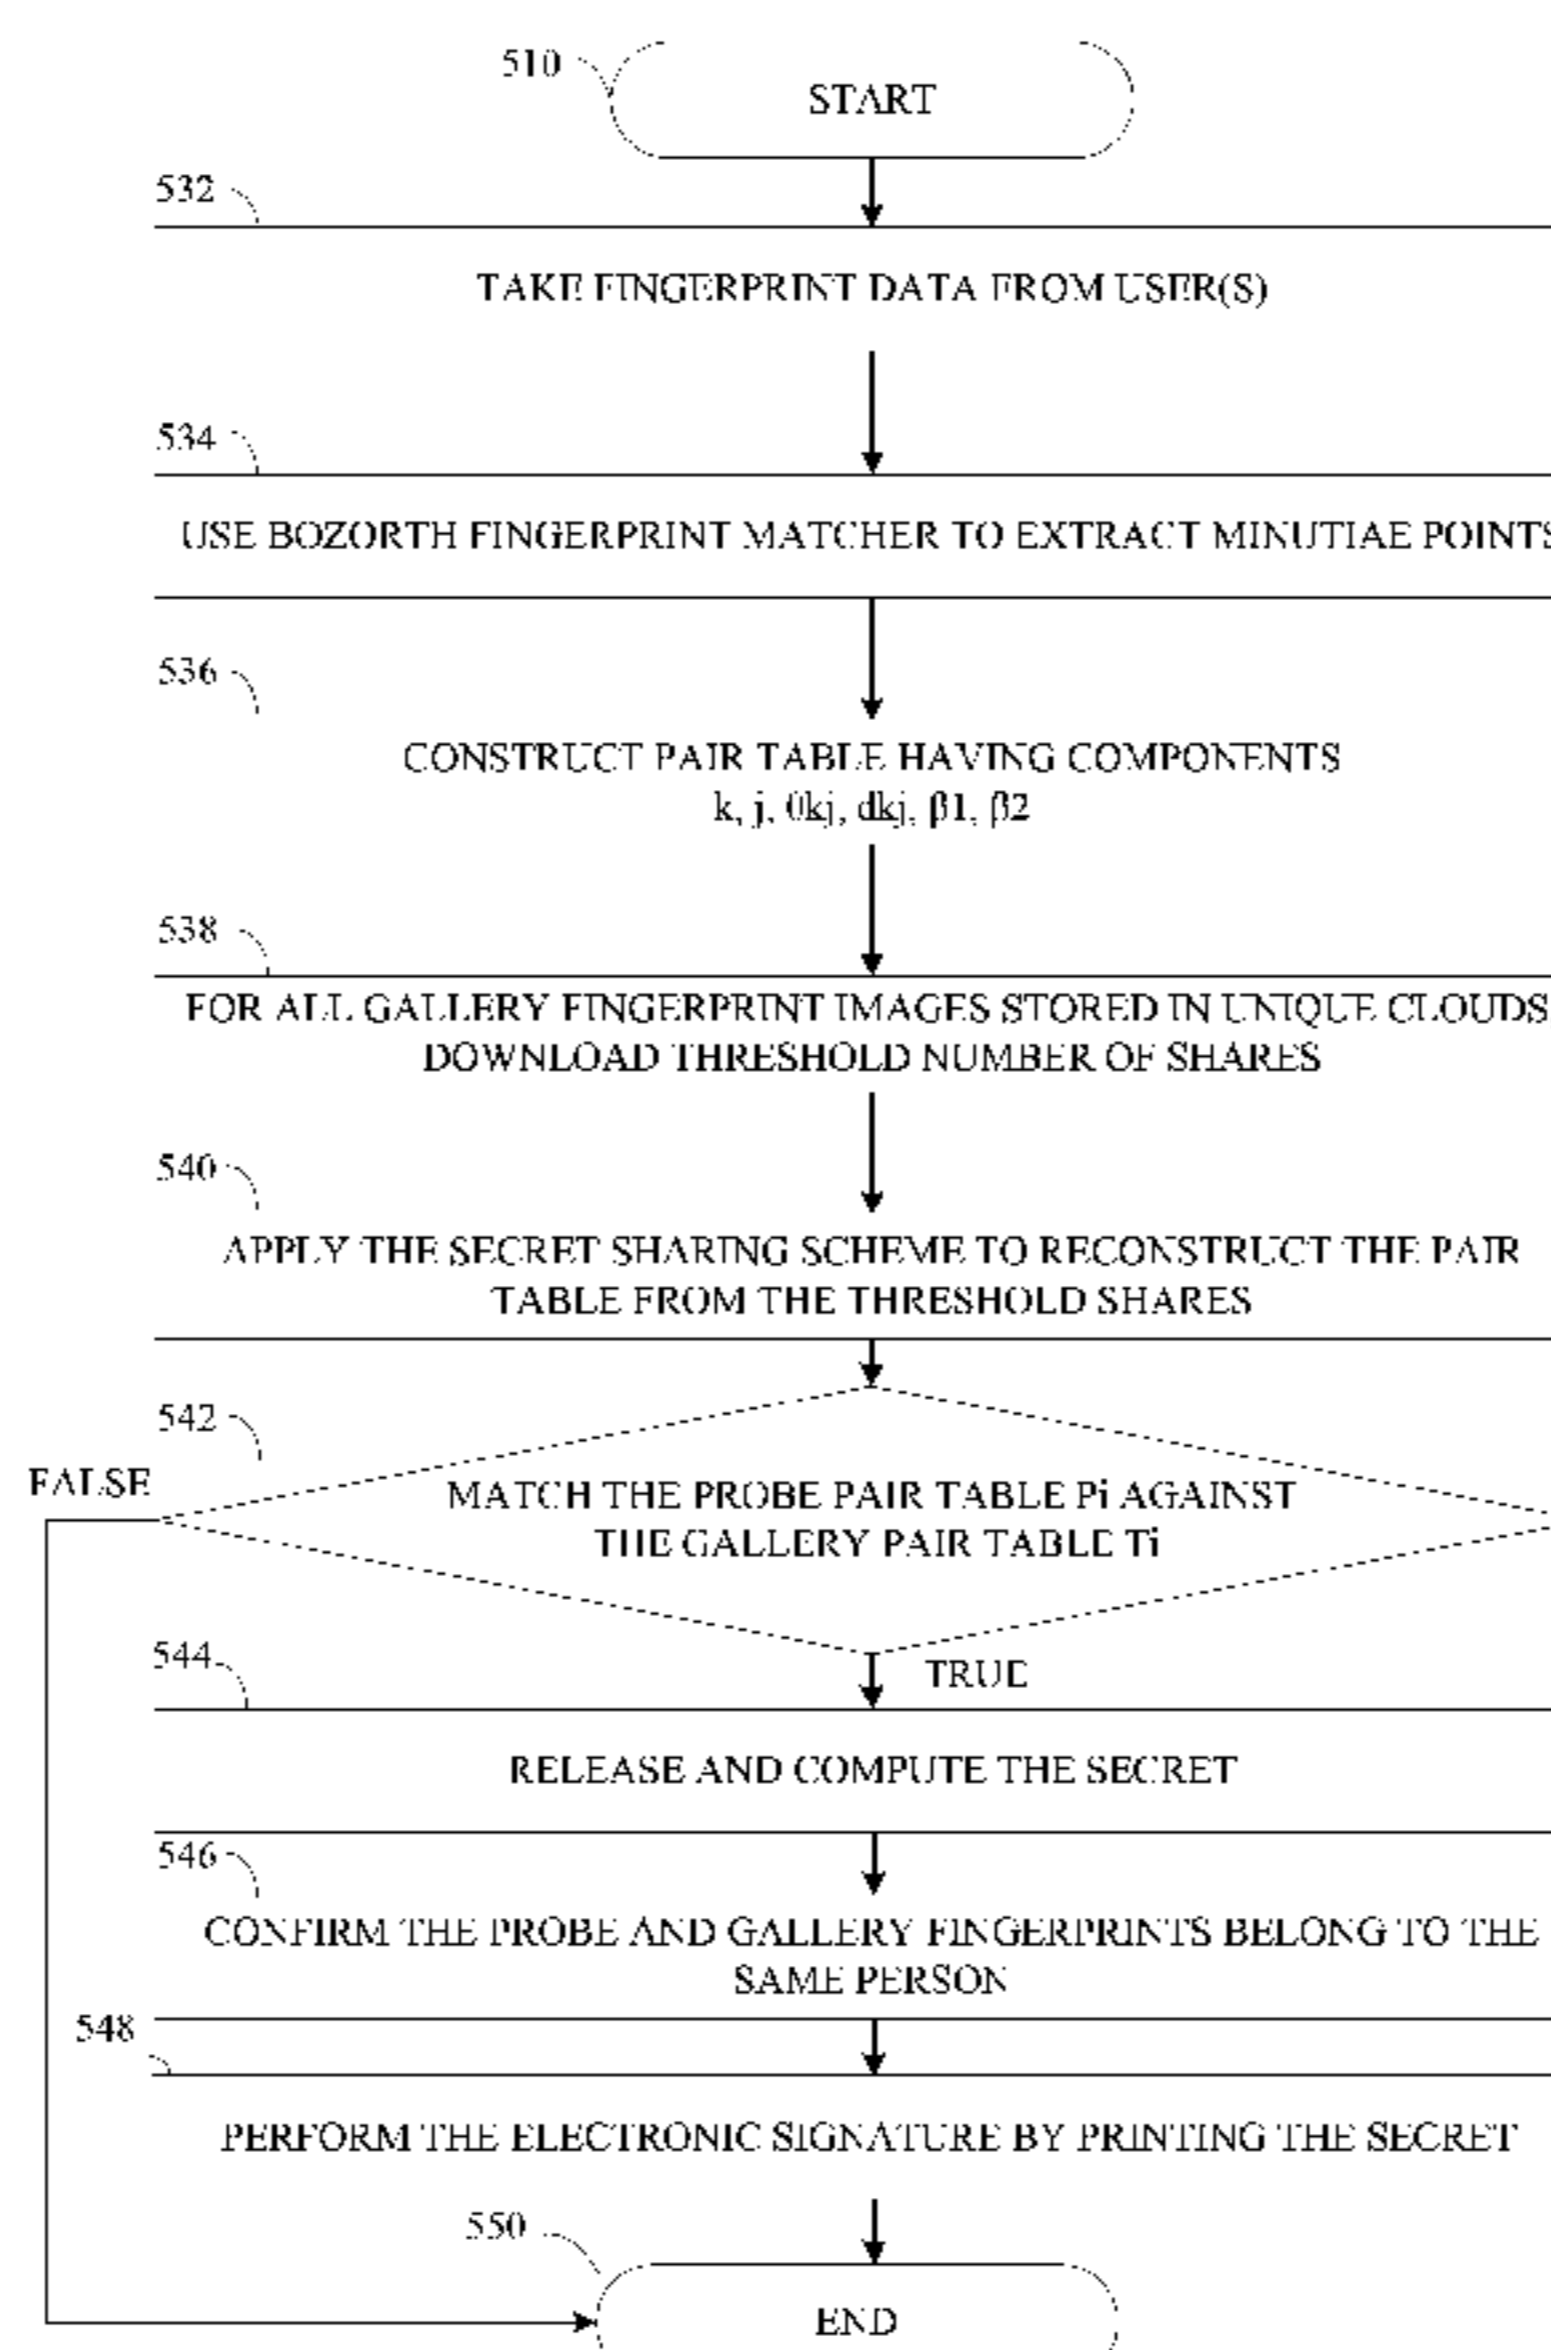 510
START
532
TAKE FINGERPRINT DATA FROM USER(S)
534
USE BOZORTH FINGERPRINT MATCHER TO EXTRACT MINUTIAE POINTS
536
CONSTRUCT PAIR TABLE HAVING COMPONENTS
k, j, θkj, dkj, β1, β2
538
FOR ALL GALLERY FINGERPRINT IMAGES STORED IN UNIQUE CLOUDS
DOWNLOAD THRESHOLD NUMBER OF SHARES
540
APPLY THE SECRET SHARING SCHEME TO RECONSTRUCT THE PAIR
TABLE FROM THE THRESHOLD SHARES
542
FALSE
MATCH THE PROBE PAIR TABLE Pi AGAINST
THE GALLERY PAIR TABLE Ti
544
TRUE
RELEASE AND COMPUTE THE SECRET
546
CONFIRM THE PROBE AND GALLERY FINGERPRINTS BELONG TO THE
SAME PERSON
548
PERFORM THE ELECTRONIC SIGNATURE BY PRINTING THE SECRET
550
END